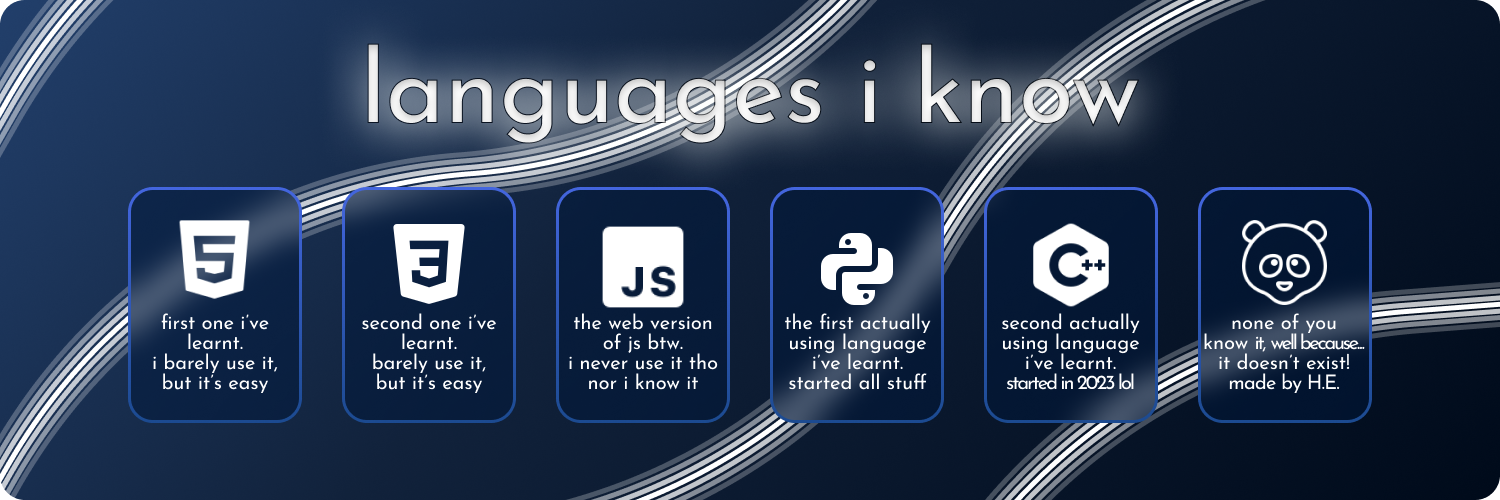 languages i know
5
first one i've
learnt.
i barely use it,
but it's easy
3
second one i've
learnt.
barely use it,
but it's easy
JS
the web version
of js btw.
i never use it tho
nor i know it
the first actually
using language
i've learnt.
started all stuff
C++
second actually
using language
i've learnt.
started in 2023 lol
none of you
know it, well because...
it doesn't exist!
made by H.E.